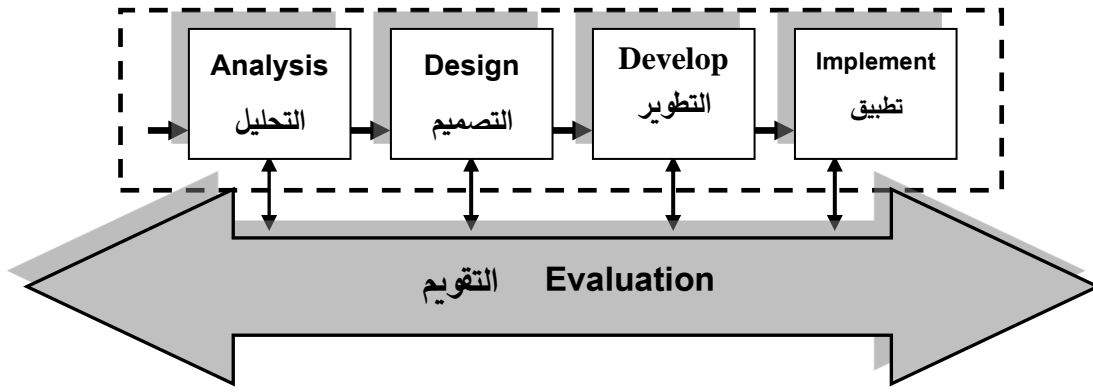 Analysis
التحليل
Design
التصميم
Develop
التطوير
Implement
تطبيق
التقويم Evaluation